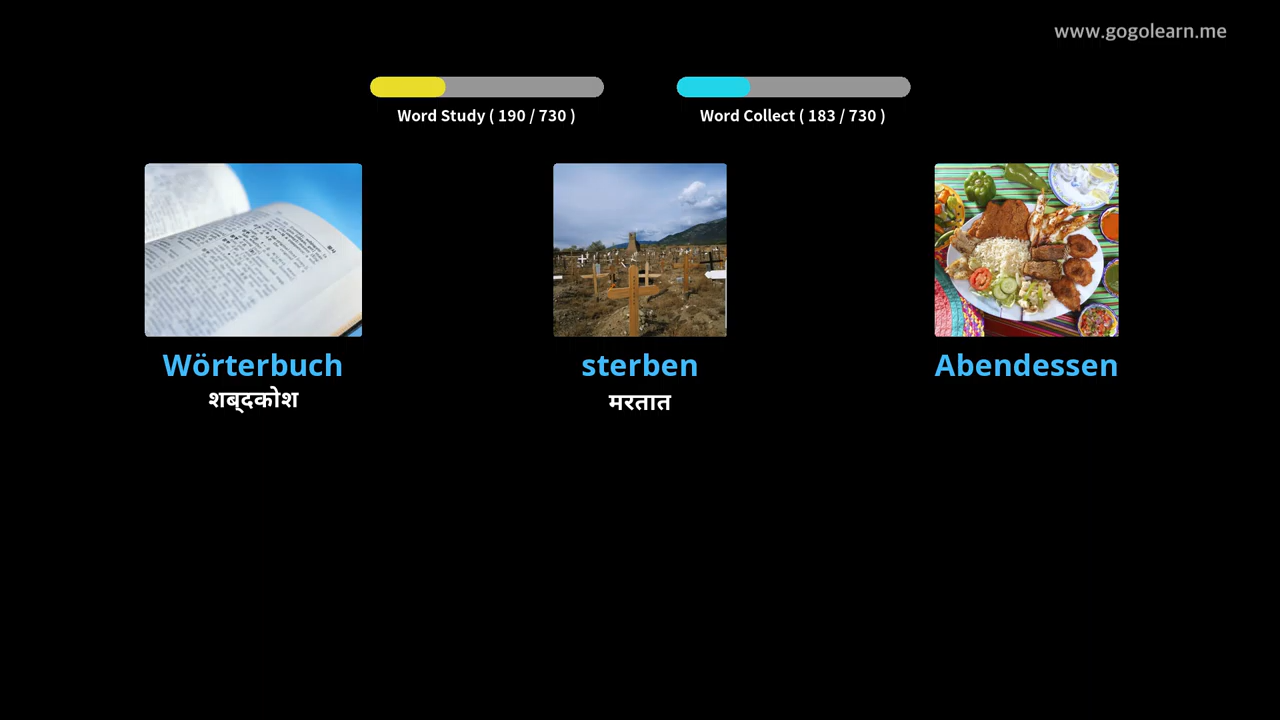 www.gogolearn.me
Word Study ( 190 / 730 )
Word Collect ( 183 / 730 )
Wörterbuch
शब्दकोश
sterben
मरतात
Abendessen